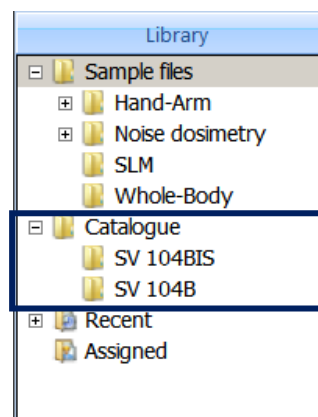 Library
Sample files
Hand-Arm
Noise dosimetry
SLM
Whole-Body
Catalogue
SV 104BIS
SV 104B
Recent
Assigned